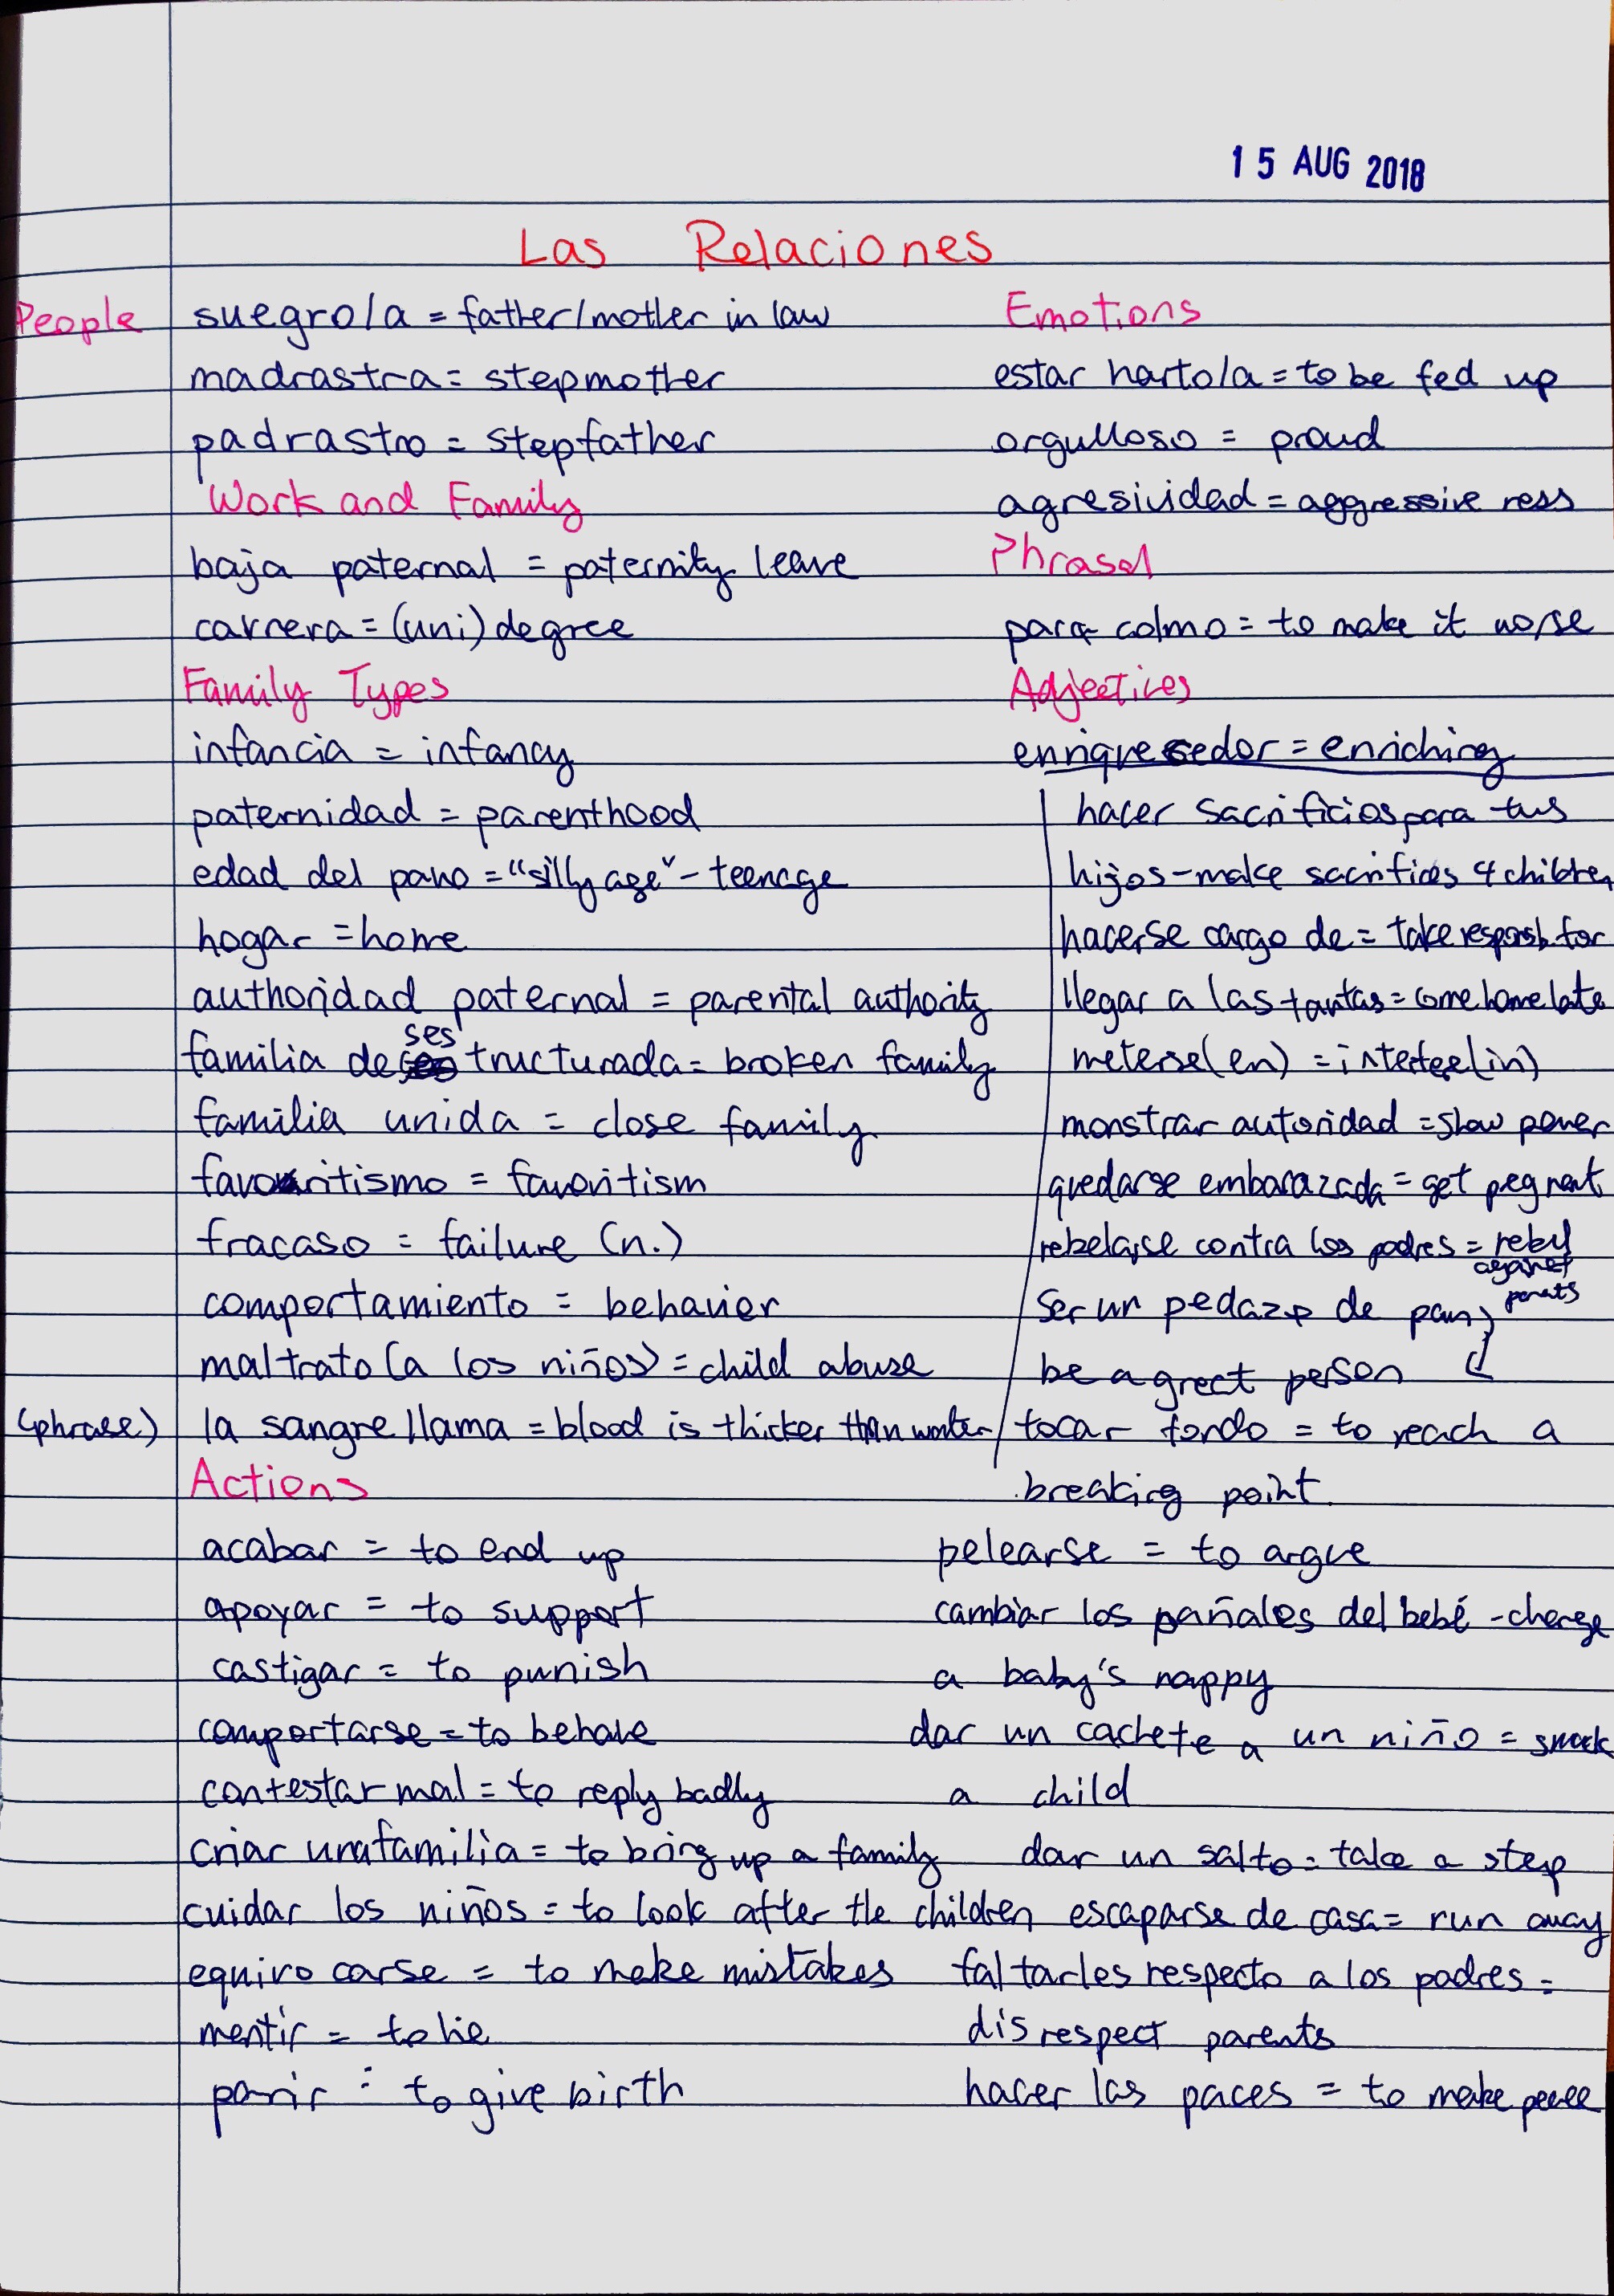 15 AUG 2018
Las Relaciones
People
suegro/a = father/mother in law
madrastra = stepmother
padrastro = stepfather
Work and Family
baja paternal = paternity leave
carrera = (uni) degree
Family Types
infancia = infancy
paternidad = parenthood
edad del pavo = "silly age" - teenage
hogar = home
authoridad paternal = parental authority
familia desestructurada = broken family
familia unida = close family
favoritismo = favoritism
fracaso = failure (n.)
comportamiento = behavier
maltrato (a los niños) = child abuse
(phrase) la sangre llama = blood is thicker than water
Actions
acabar = to end up
apoyar = to support
castigar = to punish
comportarse = to behave
contestar mal = to reply badly
criar una familia = to bring up a family
cuidar los niños = to look after the children
equivocarse = to make mistakes
mentir = to lie
parir = to give birth
Emotions
estar harto/a = to be fed up
orgulloso = proud
agresividad = aggressive ness
Phrases
para colmo = to make it worse
Adjectives
enriquecedor = enriching
hacer sacrificios para tus
hijos - make sacrifices 4 children
hacerse cargo de = take responsb. for
llegar a las tantas = come home late
meterse (en) = interfee (in)
monstrar autoridad = show power
quedarse embarazada = get pegnent
rebelarse contra los padres = rebel
against
parents
ser un pedazo de pan
be a great person
tocar fondo = to reach a
breaking point.
pelearse = to argue
cambiar los pañales del bebé - change
a baby's nappy
dar un cachete a un niño = smack
a child
dar un salto = take a step
escaparse de casa = run away
faltarles respecto a los padres =
disrespect parents
hacer las paces = to make peace